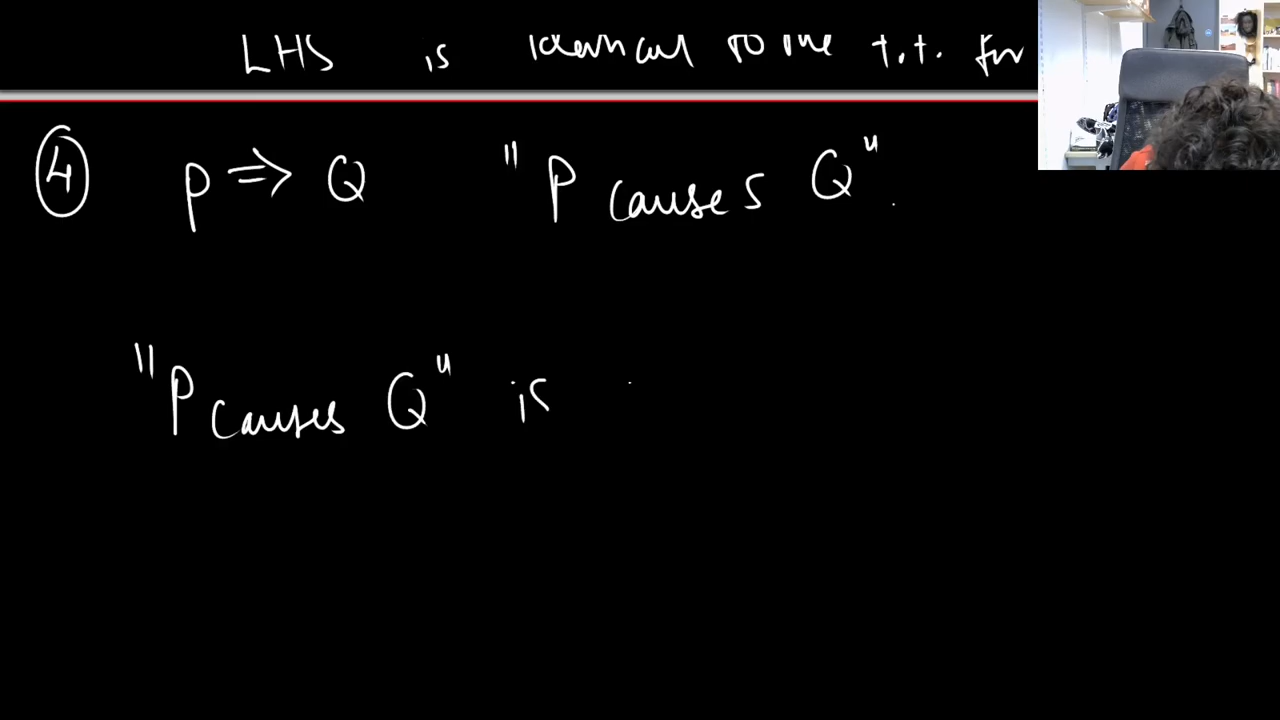 LHS is identical to the t.t. for
④ P ⇒ Q "P causes Q".
"P causes Q" is